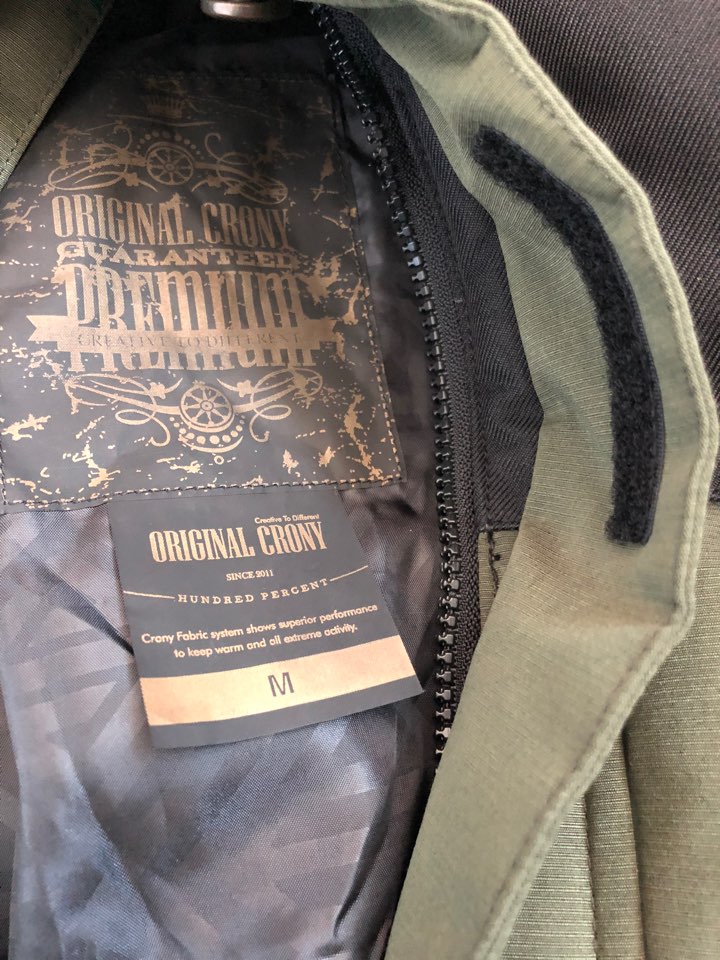 ORIGINAL CRONY
GUARANTEED
PREMIUM
CREATIVE TO DIFFERENT
PREMIUM
Creative To Different
ORIGINAL CRONY
SINCE 2011
HUNDRED PERCENT
Crony Fabric system shows superior performance
to keep warm and all extreme activity.
M